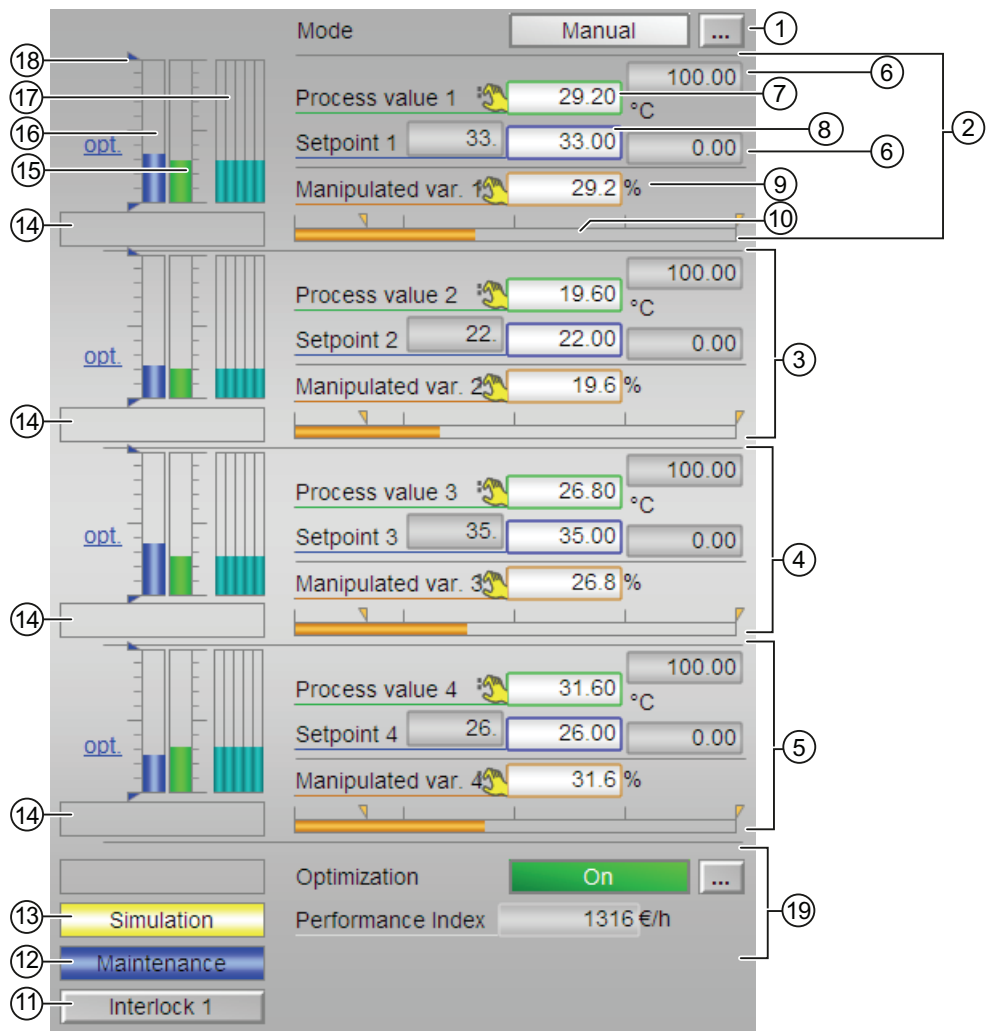 Mode Manual ... 1
18
100.00 6
17
Process value 1 29.20 °C 7
16
opt. Setpoint 1 33. 33.00 8 2
15
0.00 6
Manipulated var. 1 29.2 % 9
10
14
100.00
Process value 2 19.60 °C
opt. Setpoint 2 22. 22.00 0.00 3
Manipulated var. 2 19.6 %
14
100.00
Process value 3 26.80 °C
opt. Setpoint 3 35. 35.00 0.00 4
Manipulated var. 3 26.8 %
14
100.00
Process value 4 31.60 °C
opt. Setpoint 4 26. 26.00 0.00 5
Manipulated var. 4 31.6 %
14
Optimization On ...
13 Simulation Performance Index 1316 €/h 19
12 Maintenance
11 Interlock 1